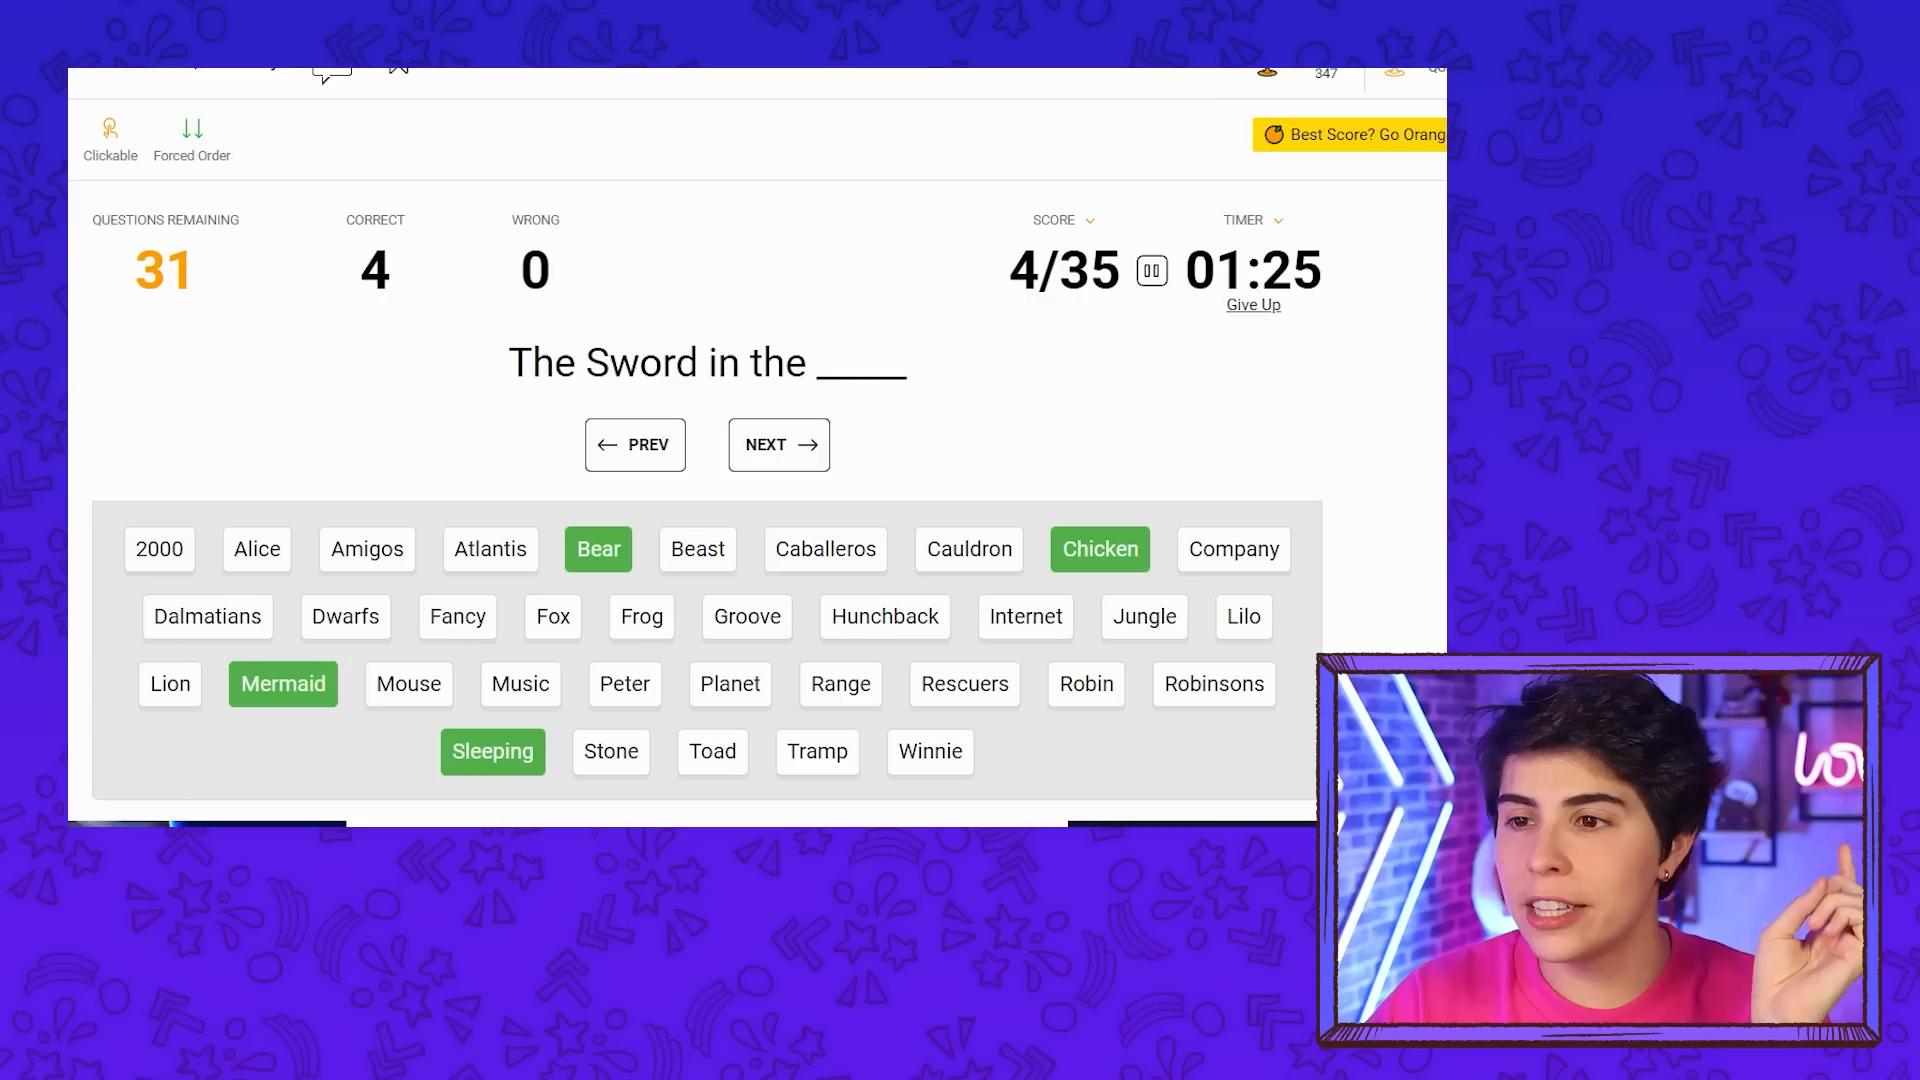 347
Clickable
Forced Order
Best Score? Go Orang
QUESTIONS REMAINING
CORRECT
WRONG
SCORE
TIMER
31
4
0
4/35
01:25
Give Up
The Sword in the _____
← PREV
NEXT →
2000
Alice
Amigos
Atlantis
Bear
Beast
Caballeros
Cauldron
Chicken
Company
Dalmatians
Dwarfs
Fancy
Fox
Frog
Groove
Hunchback
Internet
Jungle
Lilo
Lion
Mermaid
Mouse
Music
Peter
Planet
Range
Rescuers
Robin
Robinsons
Sleeping
Stone
Toad
Tramp
Winnie